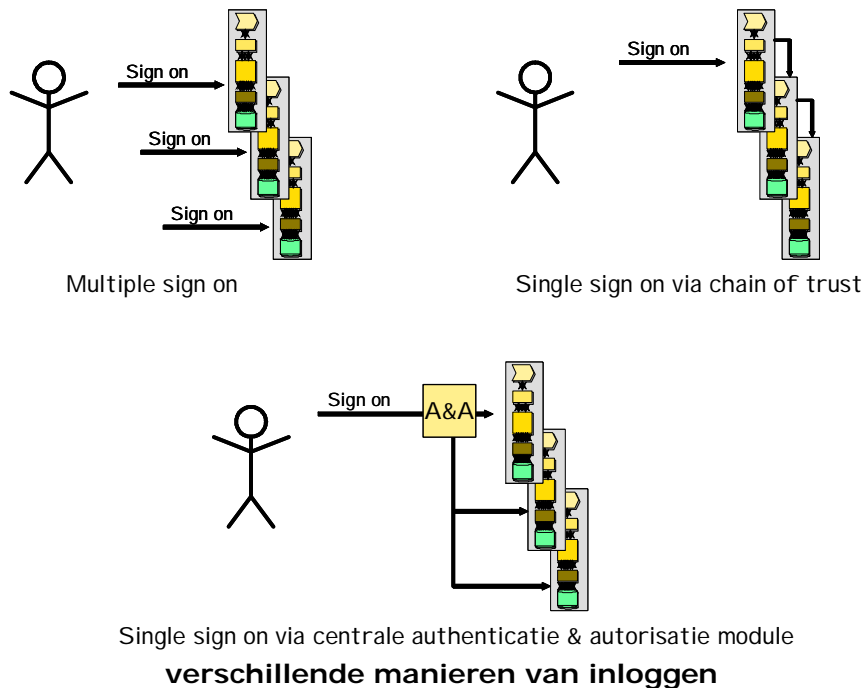 Sign on
Sign on
Sign on
Multiple sign on
Sign on
Single sign on via chain of trust
Sign on
A&A
Single sign on via centrale authenticatie & autorisatie module
verschillende manieren van inloggen